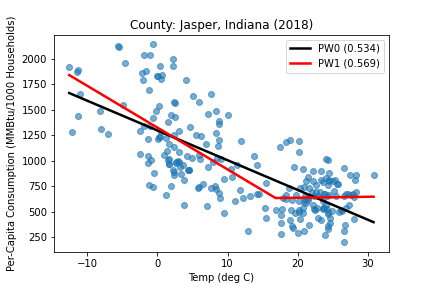 County: Jasper, Indiana (2018)
PW0 (0.534)
PW1 (0.569)
Per-Capita Consumption (MMBtu/1000 Households)
2000
1750
1500
1250
1000
750
500
250
−10 0 10 20 30
Temp (deg C)